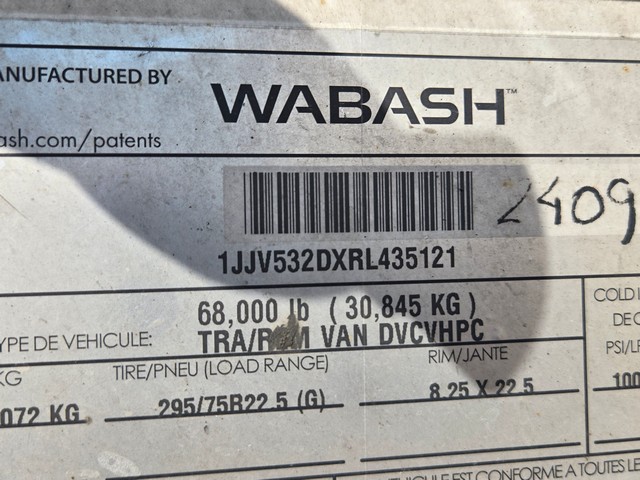 ANUFACTURED BY
WABASH™
ash.com/patents
2409
1JJV532DXRL435121
68,000 lb ( 30,845 KG )
YPE DE VEHICULE: TRA/REM VAN DVCVHPC
COLD I
DE G
PSI/LP
KG
TIRE/PNEU (LOAD RANGE)
RIM/JANTE
072 KG
295/75R22.5 (G)
8.25 X 22.5
100
HICULE EST CONFORME A TOUTES LE